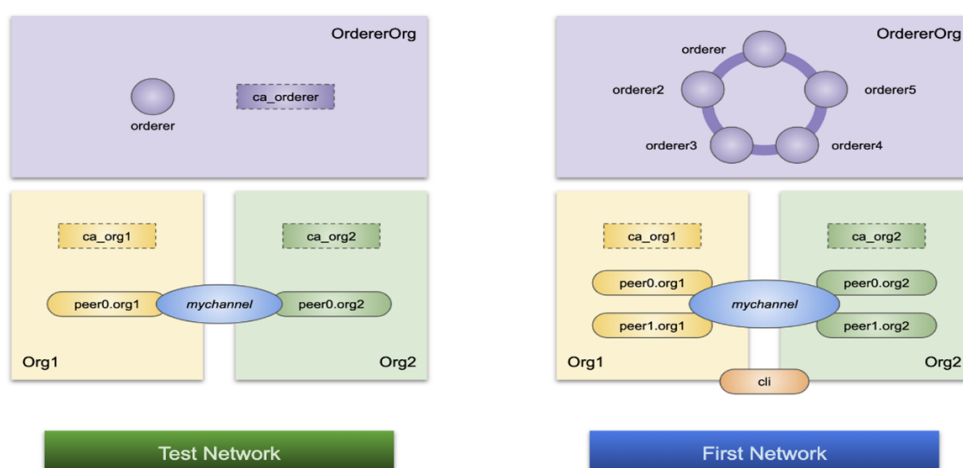 OrdererOrg
orderer
ca_orderer
ca_org1
ca_org2
peer0.org1
mychannel
peer0.org2
Org1
Org2
Test Network
OrdererOrg
orderer
orderer2
orderer5
orderer3
orderer4
ca_org1
ca_org2
peer0.org1
peer0.org2
mychannel
peer1.org1
peer1.org2
Org1
Org2
cli
First Network